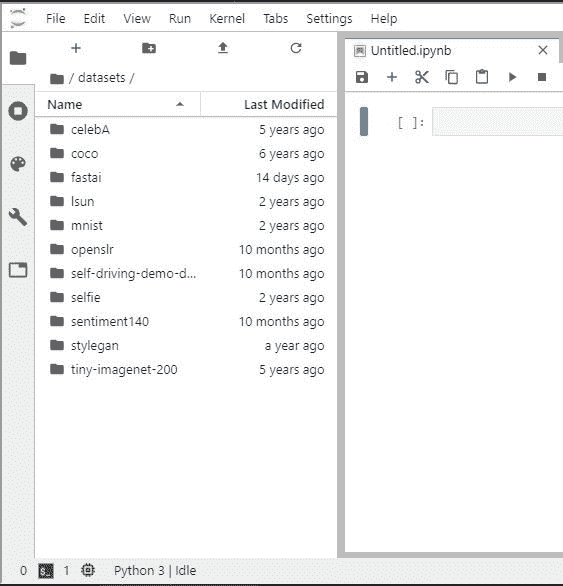 File Edit View Run Kernel Tabs Settings Help
/ datasets /
Name Last Modified
celebA 5 years ago
coco 6 years ago
fastai 14 days ago
lsun 2 years ago
mnist 2 years ago
openslr 10 months ago
self-driving-demo-d... 10 months ago
selfie 2 years ago
sentiment140 10 months ago
stylegan a year ago
tiny-imagenet-200 5 years ago
Untitled.ipynb
[ ]:
0 $_ 1 Python 3 | Idle